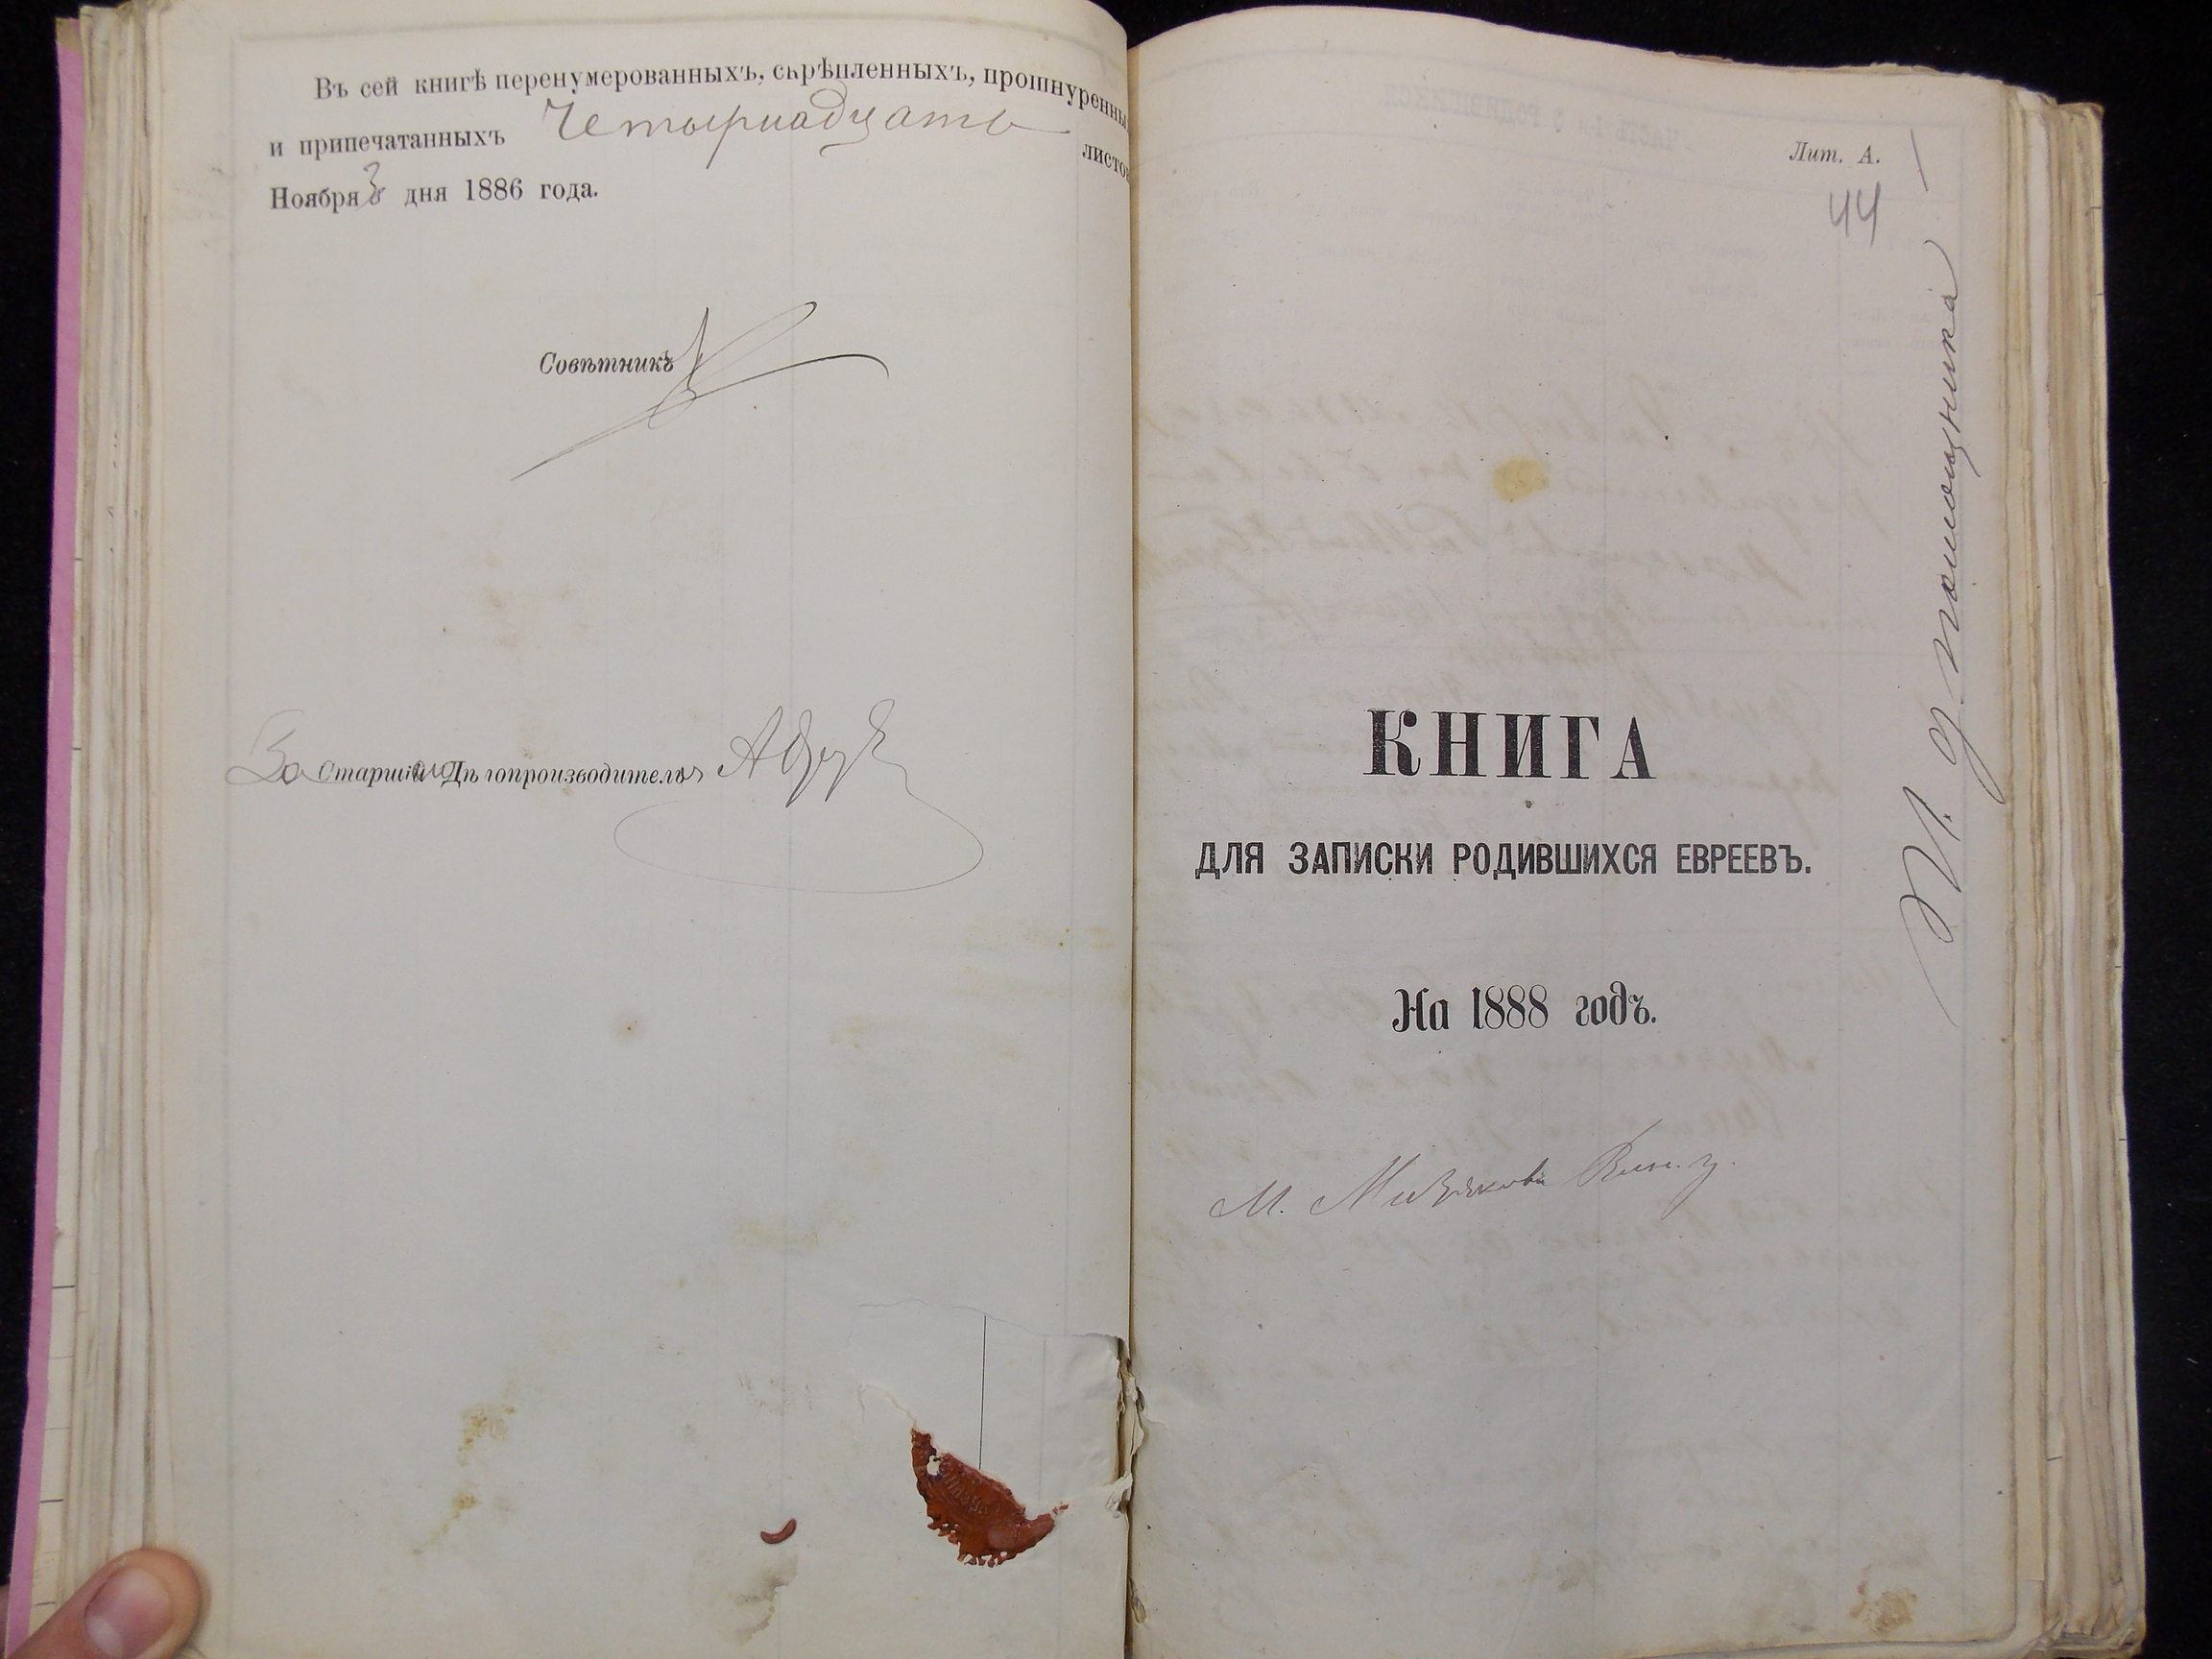 Въ сей книгѣ перенумерованныхъ, скрѣпленныхъ, прошнуренны
и припечатанныхъ Четырнадцать листо
Ноября 3 дня 1886 года.
Совѣтникъ
За Старшій Дѣлопроизводитель
Лит. А.
44
И. д. помощника
КНИГА
ДЛЯ ЗАПИСКИ РОДИВШИХСЯ ЕВРЕЕВЪ.
На 1888 годъ.
М.